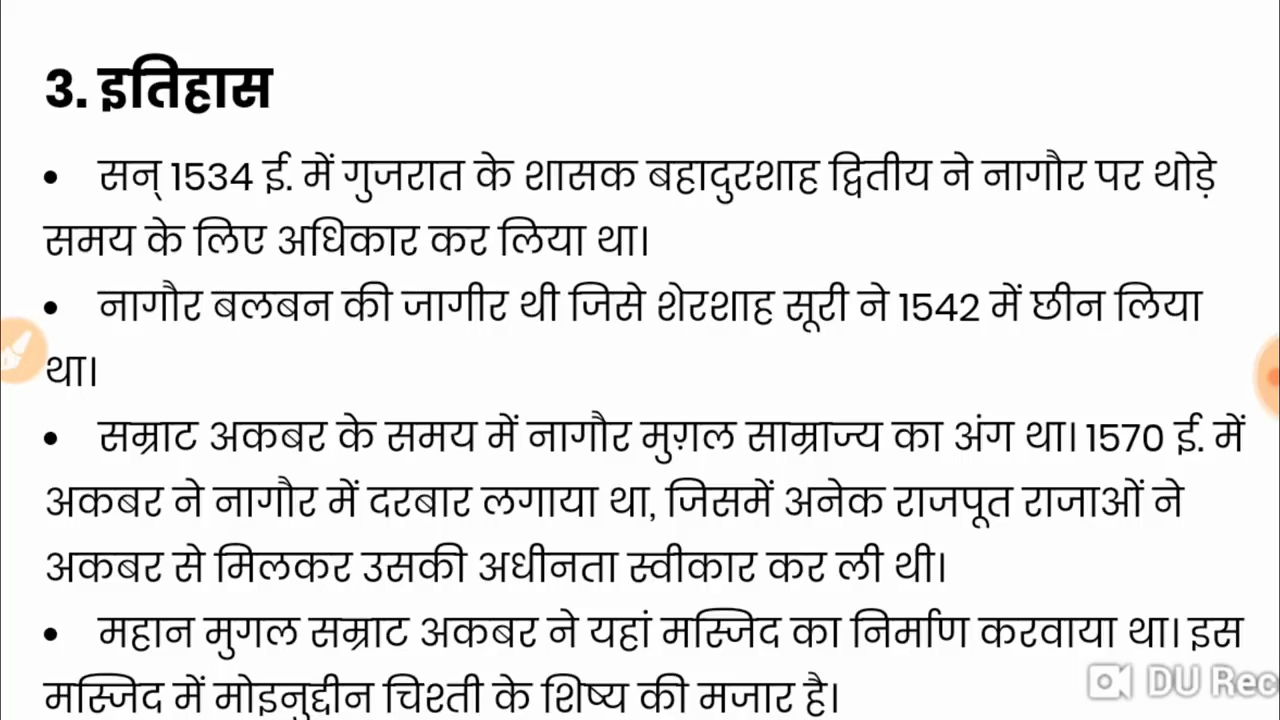 3. इतिहास
• सन् 1534 ई. में गुजरात के शासक बहादुरशाह द्वितीय ने नागौर पर थोड़े
समय के लिए अधिकार कर लिया था।
• नागौर बलबन की जागीर थी जिसे शेरशाह सूरी ने 1542 में छीन लिया
था।
• सम्राट अकबर के समय में नागौर मुग़ल साम्राज्य का अंग था। 1570 ई. में
अकबर ने नागौर में दरबार लगाया था, जिसमें अनेक राजपूत राजाओं ने
अकबर से मिलकर उसकी अधीनता स्वीकार कर ली थी।
• महान मुगल सम्राट अकबर ने यहां मस्जिद का निर्माण करवाया था। इस
मस्जिद में मोइनुद्दीन चिश्ती के शिष्य की मजार है।
DU Rec